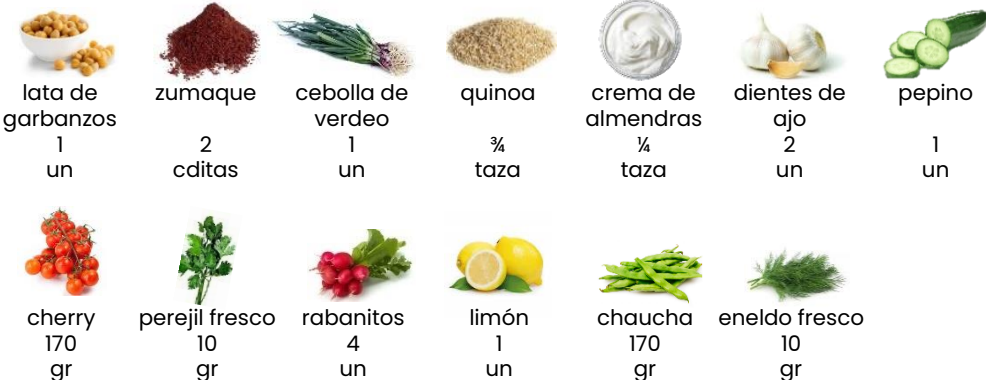 lata de garbanzos
1
un
zumaque
2
cditas
cebolla de verdeo
1
un
quinoa
¾
taza
crema de almendras
¼
taza
dientes de ajo
2
un
pepino
1
un
cherry
170
gr
perejil fresco
10
gr
rabanitos
4
un
limón
1
un
chaucha
170
gr
eneldo fresco
10
gr